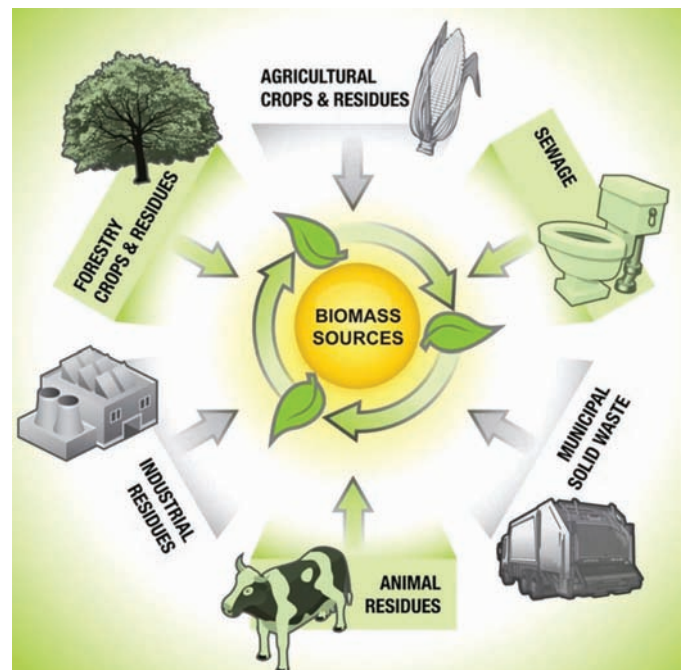 AGRICULTURAL
CROPS & RESIDUES
SEWAGE
FORESTRY
CROPS & RESIDUES
BIOMASS
SOURCES
MUNICIPAL
SOLID WASTE
INDUSTRIAL
RESIDUES
ANIMAL
RESIDUES